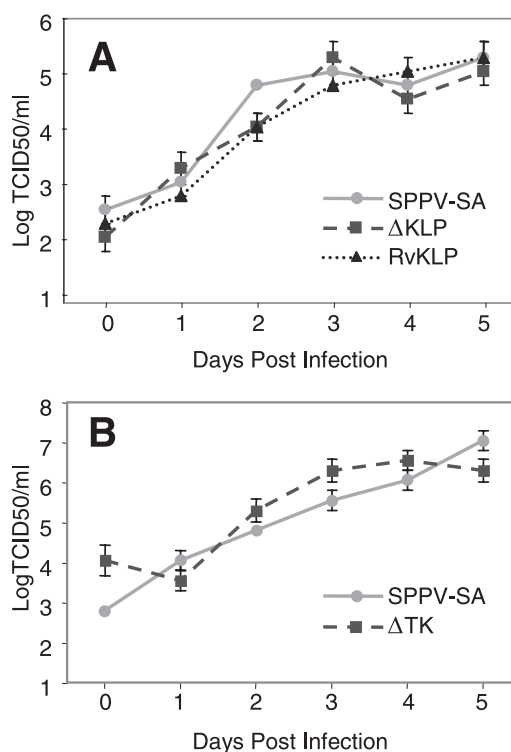 A
Log TCID50/ml
6
5
4
3
2
1
SPPV-SA
ΔKLP
RvKLP
0 1 2 3 4 5
Days Post Infection
B
LogTCID50/ml
8
7
6
5
4
3
2
1
SPPV-SA
ΔTK
0 1 2 3 4 5
Days Post Infection